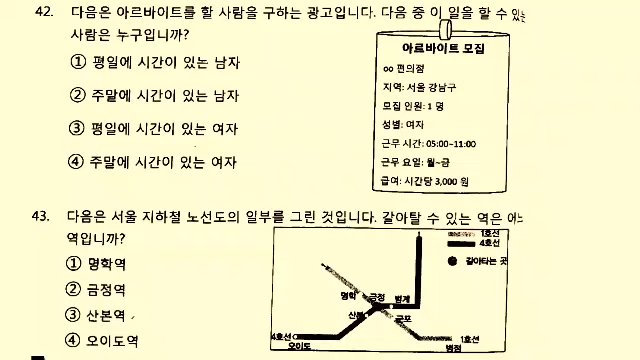 42. 다음은 아르바이트를 할 사람을 구하는 광고입니다. 다음 중 이 일을 할 수 있는
사람은 누구입니까?
① 평일에 시간이 있는 남자
② 주말에 시간이 있는 남자
③ 평일에 시간이 있는 여자
④ 주말에 시간이 있는 여자
아르바이트 모집
∞ 편의점
지역: 서울 강남구
모집 인원: 1 명
성별: 여자
근무 시간: 05:00~11:00
근무 요일: 월~금
급여: 시간당 3,000 원
43. 다음은 서울 지하철 노선도의 일부를 그린 것입니다. 갈아탈 수 있는 역은 어느
역입니까?
① 명학역
② 금정역
③ 산본역
④ 오이도역
1호선
4호선
갈아타는 곳
명학
금정
범계
산본
군포
4호선
오이도
1호선
병점